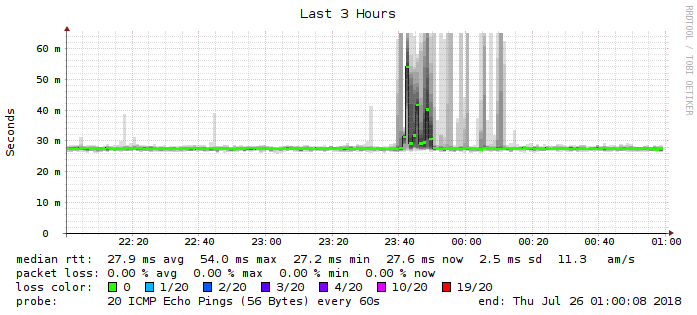 Last 3 Hours
RRDTOOL / TOBI OETIKER
Seconds
60 m
50 m
40 m
30 m
20 m
10 m
0 m
22:20 22:40 23:00 23:20 23:40 00:00 00:20 00:40 01:00
median rtt: 27.9 ms avg 54.0 ms max 27.2 ms min 27.6 ms now 2.5 ms sd 11.3 am/s
packet loss: 0.00 % avg 0.00 % max 0.00 % min 0.00 % now
loss color: 0 1/20 2/20 3/20 4/20 10/20 19/20
probe: 20 ICMP Echo Pings (56 Bytes) every 60s end: Thu Jul 26 01:00:08 2018